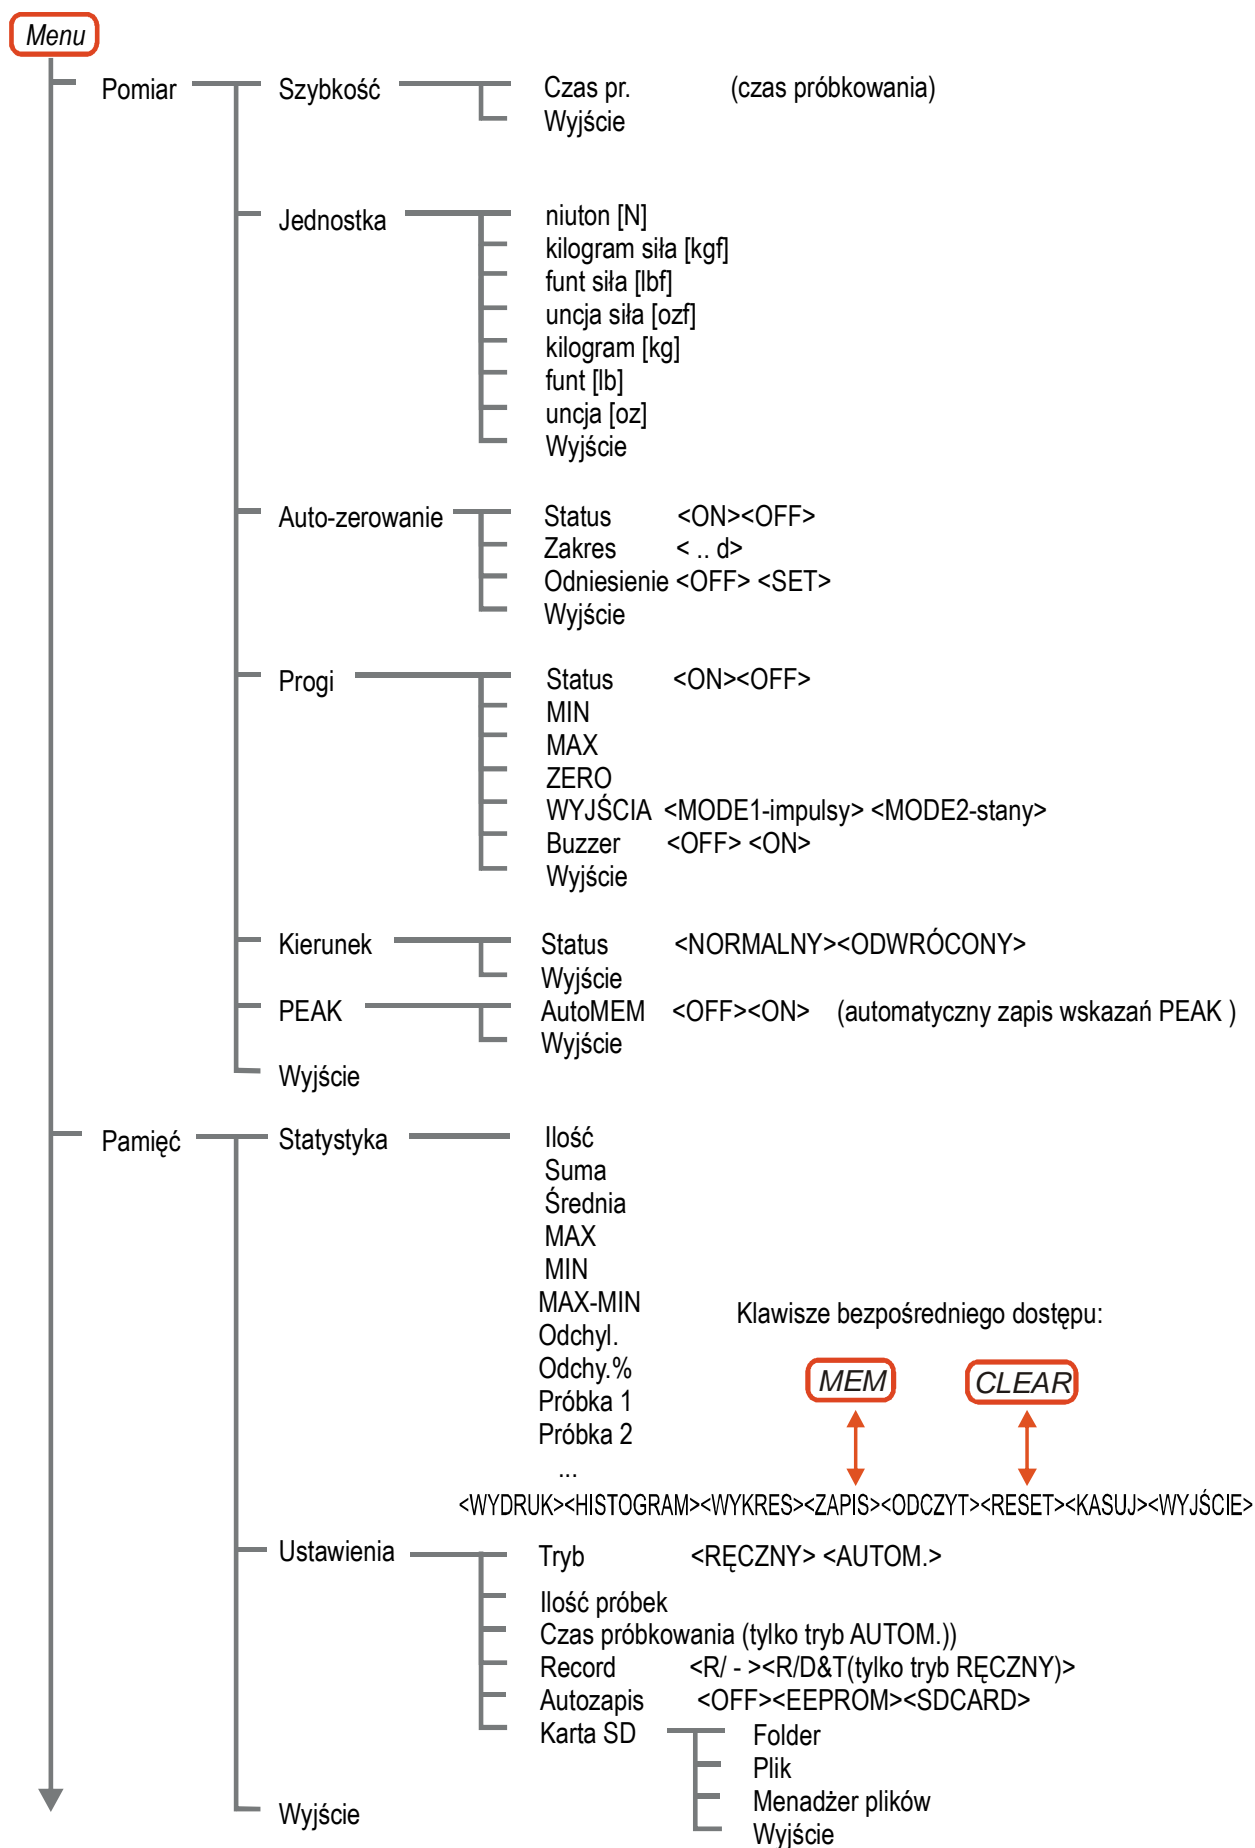 Menu
Pomiar
Szybkość
Czas pr. (czas próbkowania)
Wyjście
Jednostka
niuton [N]
kilogram siła [kgf]
funt siła [lbf]
uncja siła [ozf]
kilogram [kg]
funt [lb]
uncja [oz]
Wyjście
Auto-zerowanie
Status <ON><OFF>
Zakres < .. d>
Odniesienie <OFF> <SET>
Wyjście
Progi
Status <ON><OFF>
MIN
MAX
ZERO
WYJŚCIA <MODE1-impulsy> <MODE2-stany>
Buzzer <OFF> <ON>
Wyjście
Kierunek
Status <NORMALNY><ODWRÓCONY>
Wyjście
PEAK
AutoMEM <OFF><ON> (automatyczny zapis wskazań PEAK )
Wyjście
Wyjście
Pamięć
Statystyka
Ilość
Suma
Średnia
MAX
MIN
MAX-MIN
Odchyl.
Odchy.%
Próbka 1
Próbka 2
...
Klawisze bezpośredniego dostępu:
MEM
CLEAR
<WYDRUK><HISTOGRAM><WYKRES><ZAPIS><ODCZYT><RESET><KASUJ><WYJŚCIE>
Ustawienia
Tryb <RĘCZNY> <AUTOM.>
Ilość próbek
Czas próbkowania (tylko tryb AUTOM.))
Record <R/ - ><R/D&T(tylko tryb RĘCZNY)>
Autozapis <OFF><EEPROM><SDCARD>
Karta SD
Folder
Plik
Menadżer plików
Wyjście
Wyjście